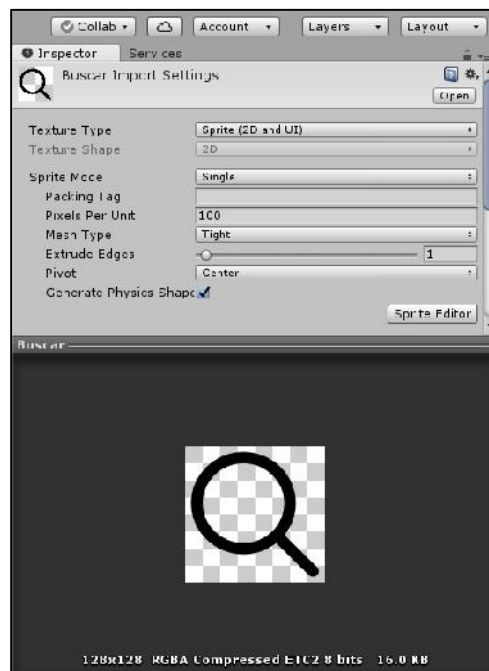 Collab Account Layers Layout
Inspector Services
Buscar Import Settings
Open
Texture Type Sprite (2D and UI)
Texture Shape 2D
Sprite Mode Single
Packing Tag
Pixels Per Unit 100
Mesh Type Tight
Extrude Edges 1
Pivot Center
Generate Physics Shape
Sprite Editor
Buscar
128x128 RGBA Compressed ETC2 8 bits 16.0 KB